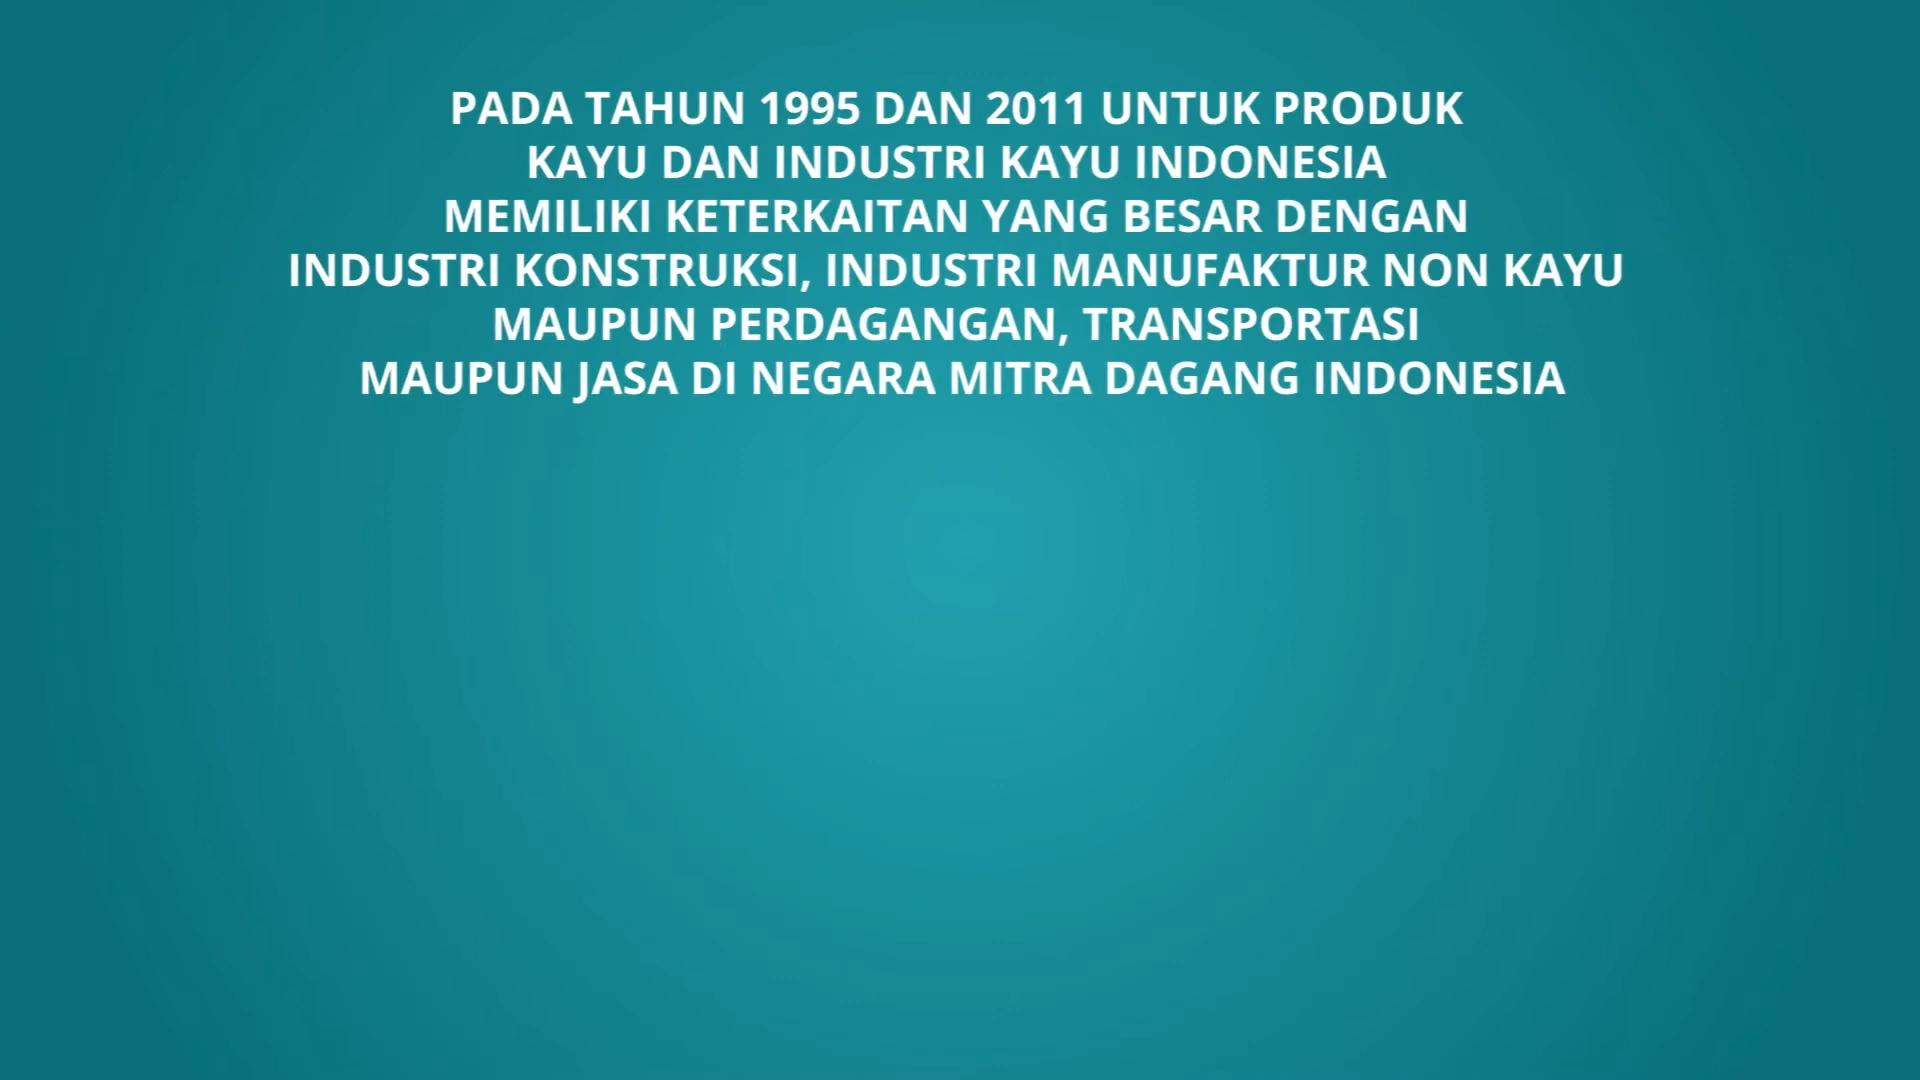 PADA TAHUN 1995 DAN 2011 UNTUK PRODUK
KAYU DAN INDUSTRI KAYU INDONESIA
MEMILIKI KETERKAITAN YANG BESAR DENGAN
INDUSTRI KONSTRUKSI, INDUSTRI MANUFAKTUR NON KAYU
MAUPUN PERDAGANGAN, TRANSPORTASI
MAUPUN JASA DI NEGARA MITRA DAGANG INDONESIA